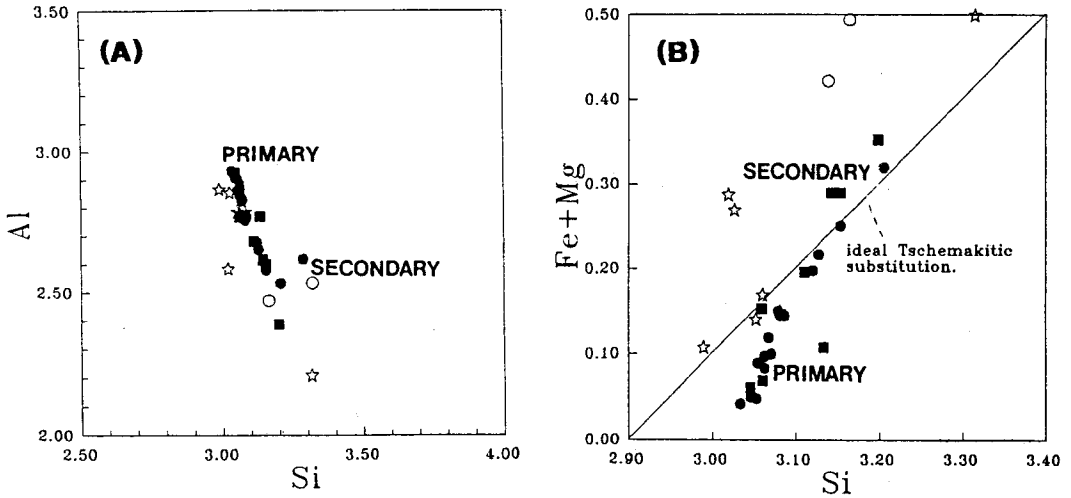 (A)
3.50
3.00
2.50
2.00
Al
PRIMARY
SECONDARY
2.50
3.00
3.50
4.00
Si
(B)
0.50
0.40
0.30
0.20
0.10
0.00
Fe+Mg
SECONDARY
ideal Tschemakitic
substitution.
PRIMARY
2.90
3.00
3.10
3.20
3.30
3.40
Si